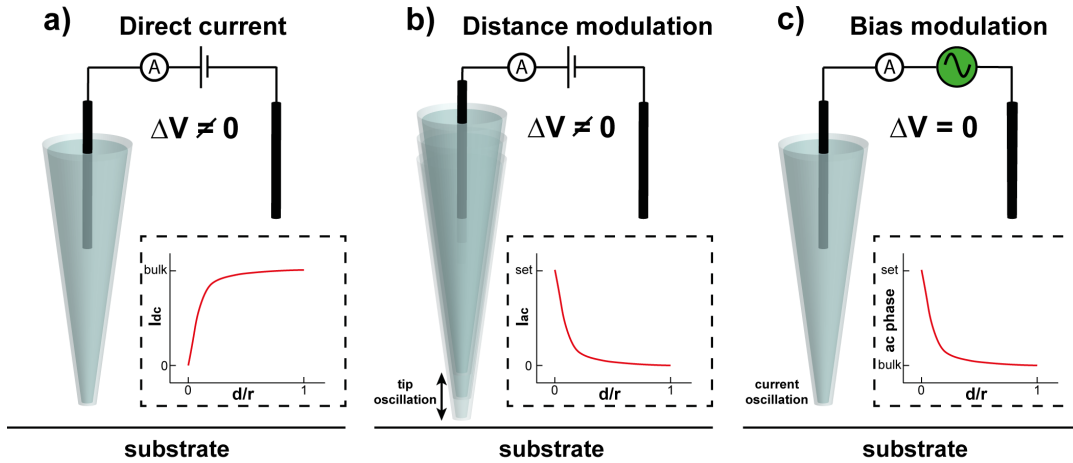 a)
Direct current
A
ΔV ≠ 0
bulk
Idc
0
0
d/r
1
substrate
b)
Distance modulation
A
ΔV ≠ 0
set
Iac
0
0
d/r
1
tip
oscillation
substrate
c)
Bias modulation
A
ΔV = 0
set
ac phase
bulk
0
d/r
1
current
oscillation
substrate